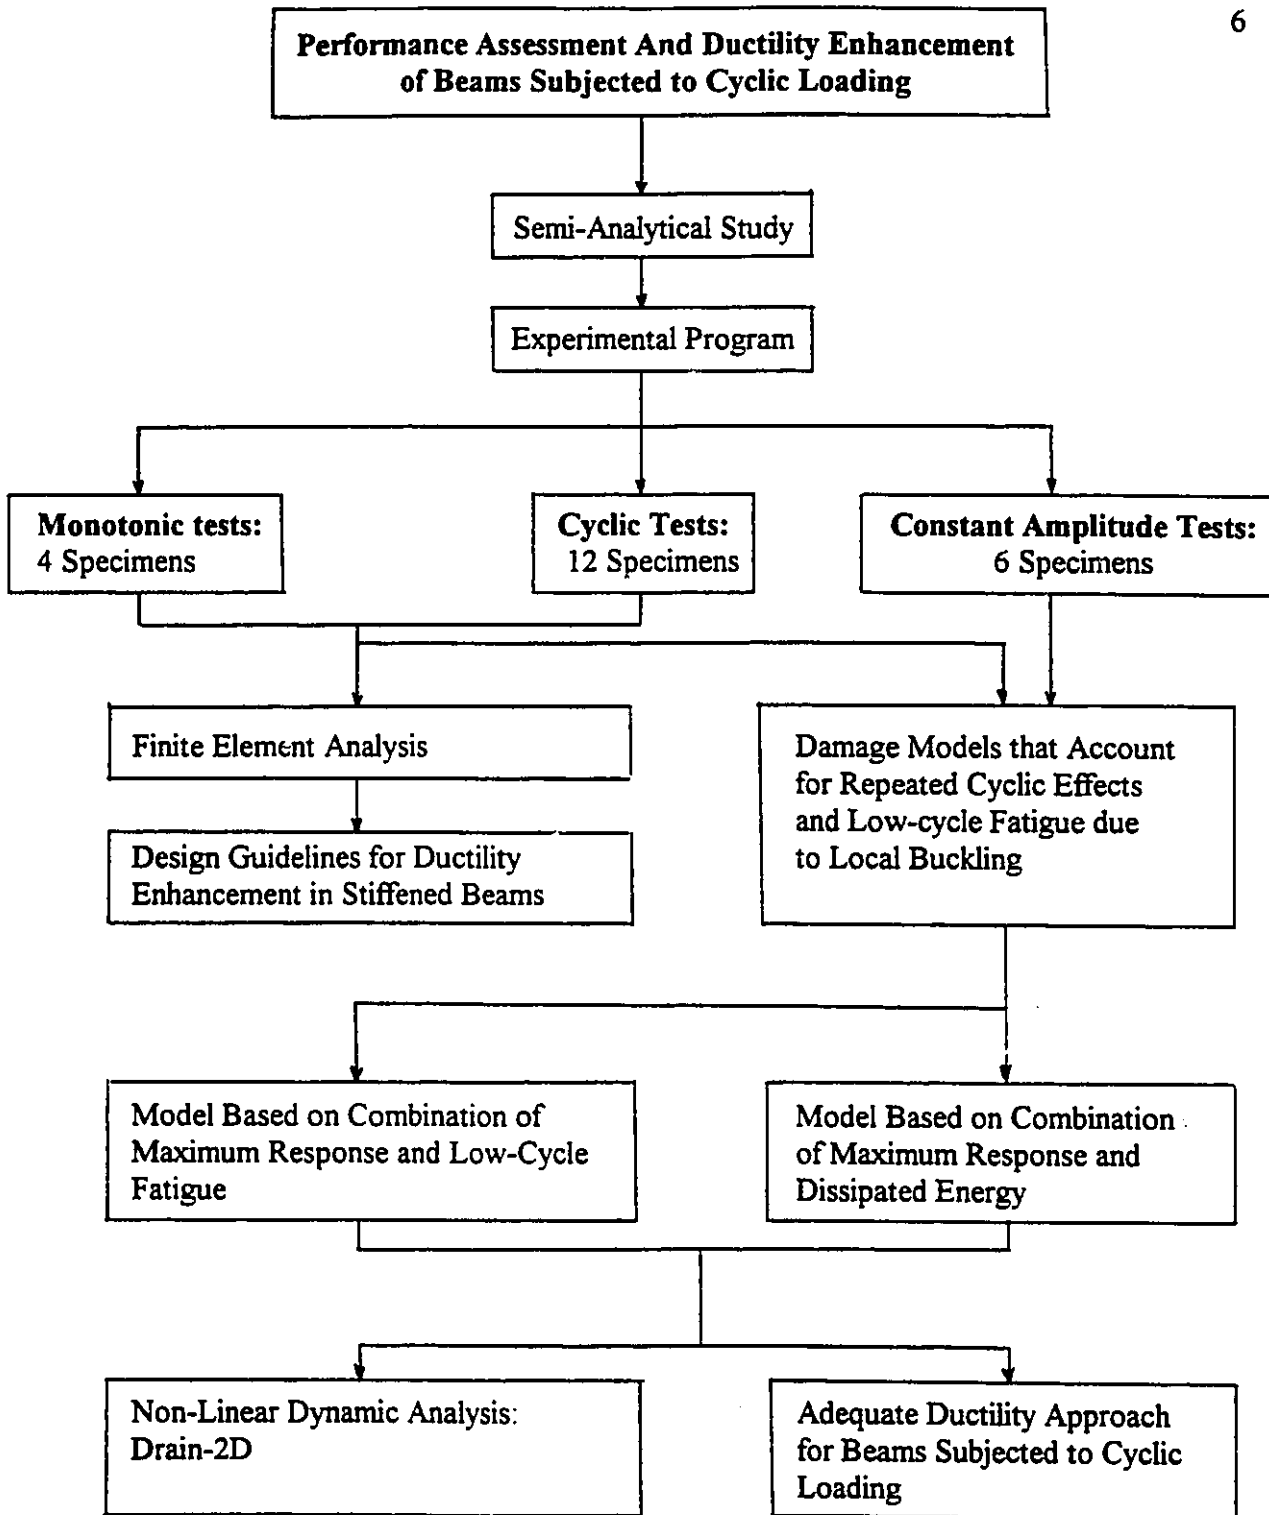 6
Performance Assessment And Ductility Enhancement
of Beams Subjected to Cyclic Loading
Semi-Analytical Study
Experimental Program
Monotonic tests:
4 Specimens
Cyclic Tests:
12 Specimens
Constant Amplitude Tests:
6 Specimens
Finite Element Analysis
Design Guidelines for Ductility
Enhancement in Stiffened Beams
Damage Models that Account
for Repeated Cyclic Effects
and Low-cycle Fatigue due
to Local Buckling
Model Based on Combination of
Maximum Response and Low-Cycle
Fatigue
Model Based on Combination
of Maximum Response and
Dissipated Energy
Non-Linear Dynamic Analysis:
Drain-2D
Adequate Ductility Approach
for Beams Subjected to Cyclic
Loading